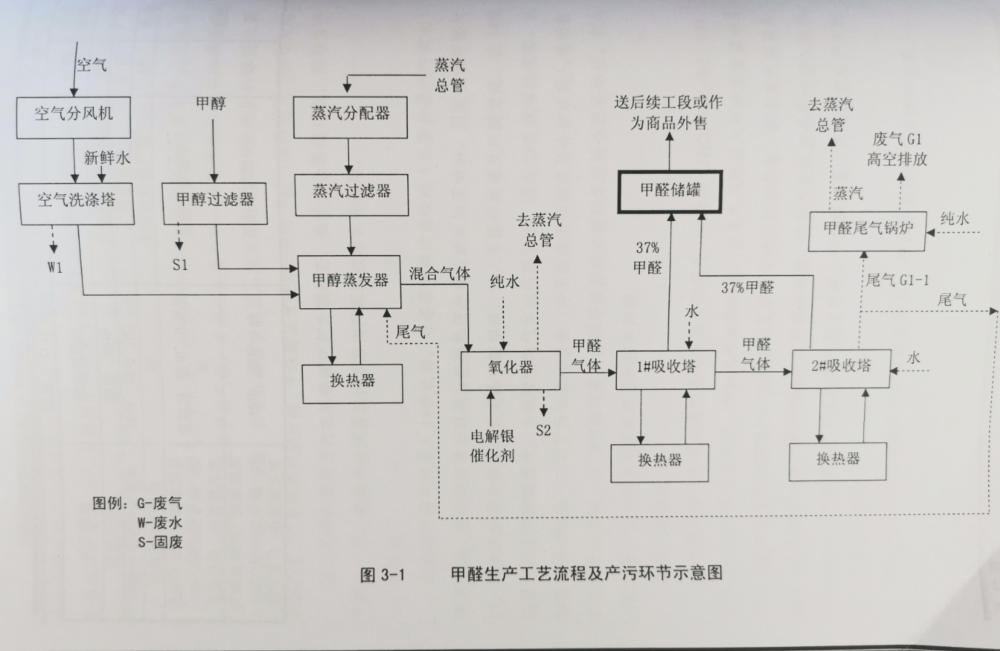 空气
空气分风机
新鲜水
空气洗涤塔
W1
甲醇
甲醇过滤器
S1
蒸汽
总管
蒸汽分配器
蒸汽过滤器
甲醇蒸发器
换热器
混合气体
尾气
纯水
去蒸汽
总管
氧化器
电解银
催化剂
S2
甲醛
气体
送后续工段或作
为商品外售
甲醛储罐
37%
甲醛
37%甲醛
水
1#吸收塔
换热器
甲醛
气体
去蒸汽
总管
蒸汽
废气G1
高空排放
甲醛尾气锅炉
纯水
尾气G1-1
尾气
2#吸收塔
水
换热器
图例：G-废气
W-废水
S-固废
图 3-1 甲醛生产工艺流程及产污环节示意图